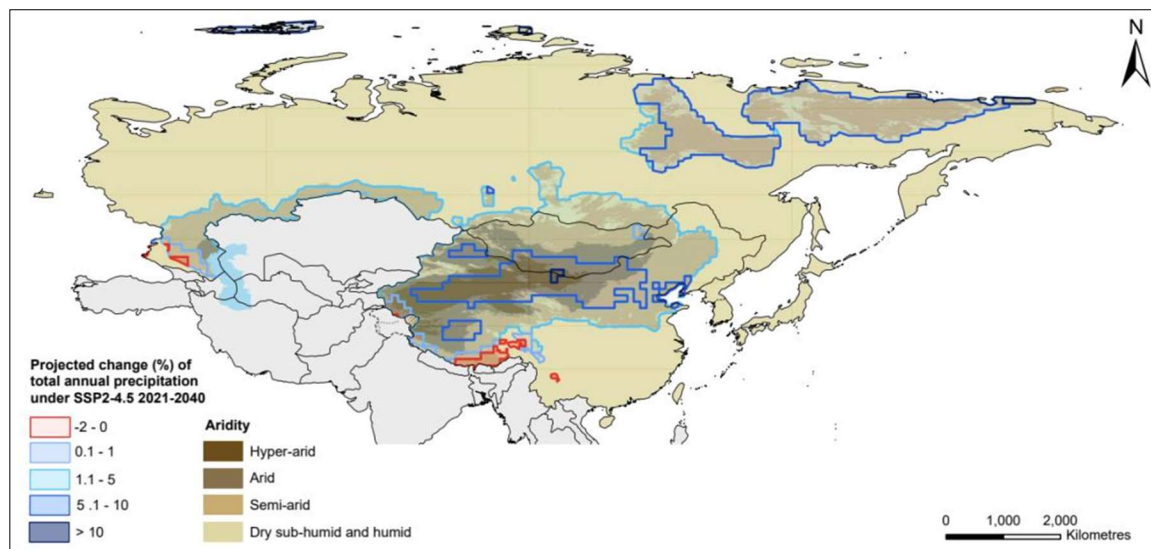 N
Projected change (%) of
total annual precipitation
under SSP2-4.5 2021-2040
-2 - 0
0.1 - 1
1.1 - 5
5 .1 - 10
> 10
Aridity
Hyper-arid
Arid
Semi-arid
Dry sub-humid and humid
0 1,000 2,000
Kilometres